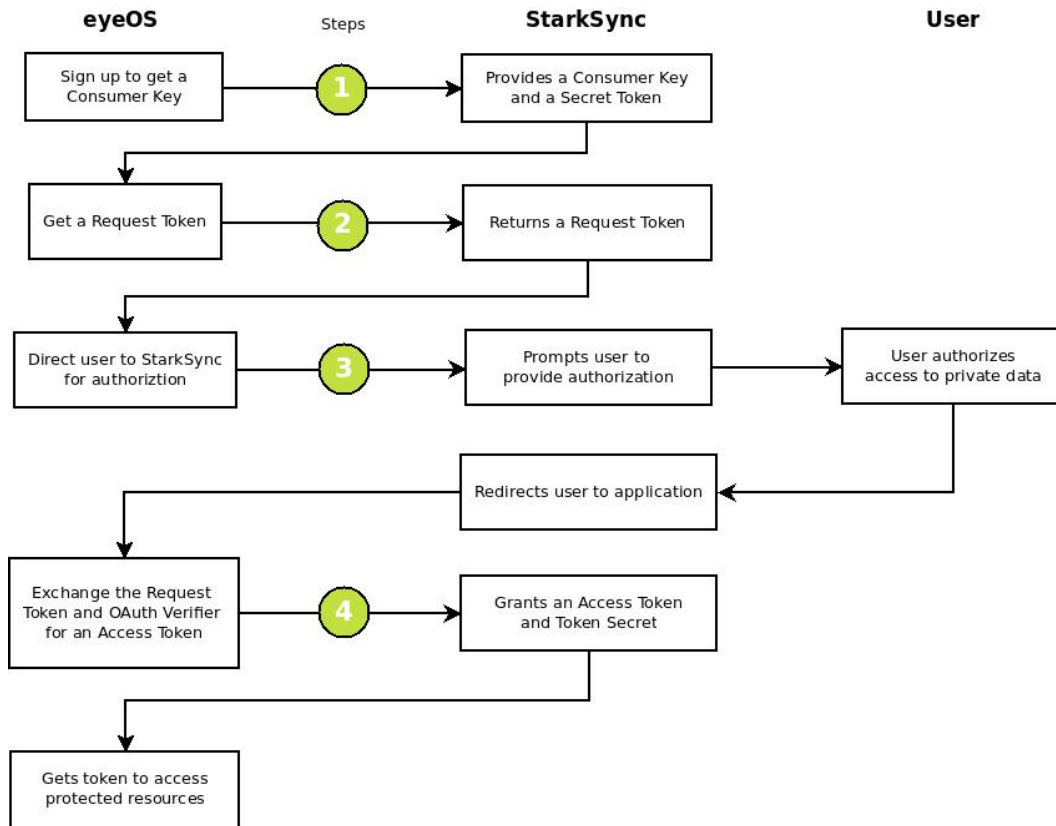 eyeOS
Steps
StarkSync
User
Sign up to get a
Consumer Key
1
Provides a Consumer Key
and a Secret Token
Get a Request Token
2
Returns a Request Token
Direct user to StarkSync
for authoriztion
3
Prompts user to
provide authorization
User authorizes
access to private data
Redirects user to application
Exchange the Request
Token and OAuth Verifier
for an Access Token
4
Grants an Access Token
and Token Secret
Gets token to access
protected resources